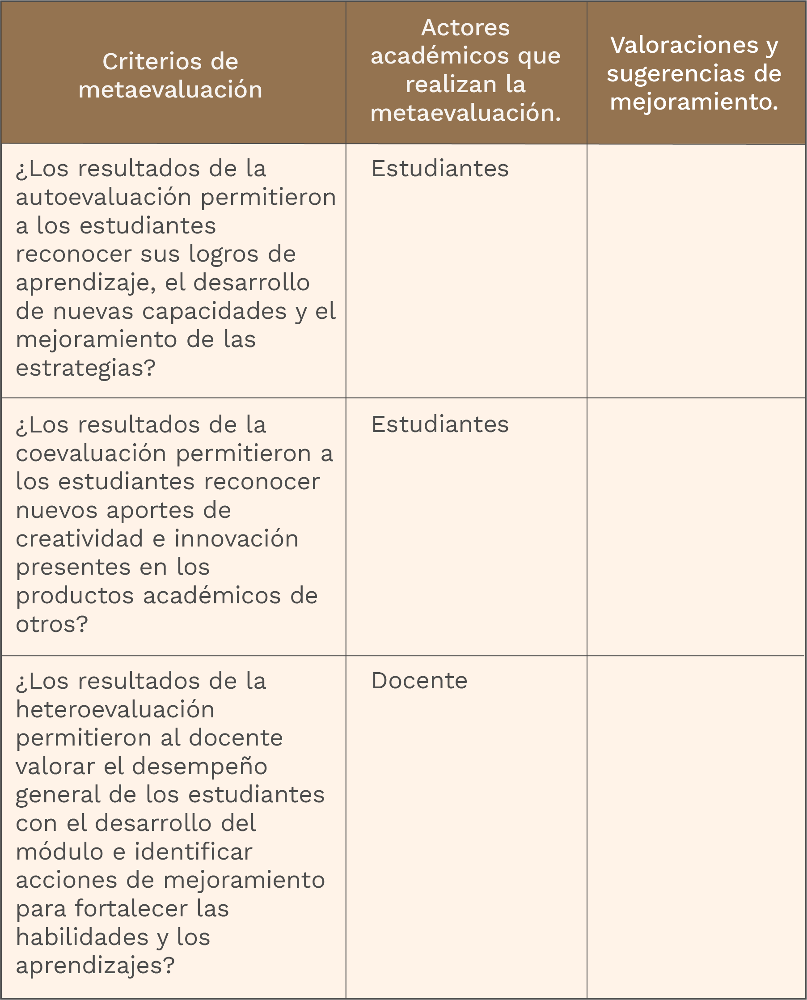 Criterios de
metaevaluación
Actores
académicos que
realizan la
metaevaluación.
Valoraciones y
sugerencias de
mejoramiento.
¿Los resultados de la
autoevaluación permitieron
a los estudiantes
reconocer sus logros de
aprendizaje, el desarrollo
de nuevas capacidades y el
mejoramiento de las
estrategias?
Estudiantes
¿Los resultados de la
coevaluación permitieron a
los estudiantes reconocer
nuevos aportes de
creatividad e innovación
presentes en los
productos académicos de
otros?
Estudiantes
¿Los resultados de la
heteroevaluación
permitieron al docente
valorar el desempeño
general de los estudiantes
con el desarrollo del
módulo e identificar
acciones de mejoramiento
para fortalecer las
habilidades y los
aprendizajes?
Docente